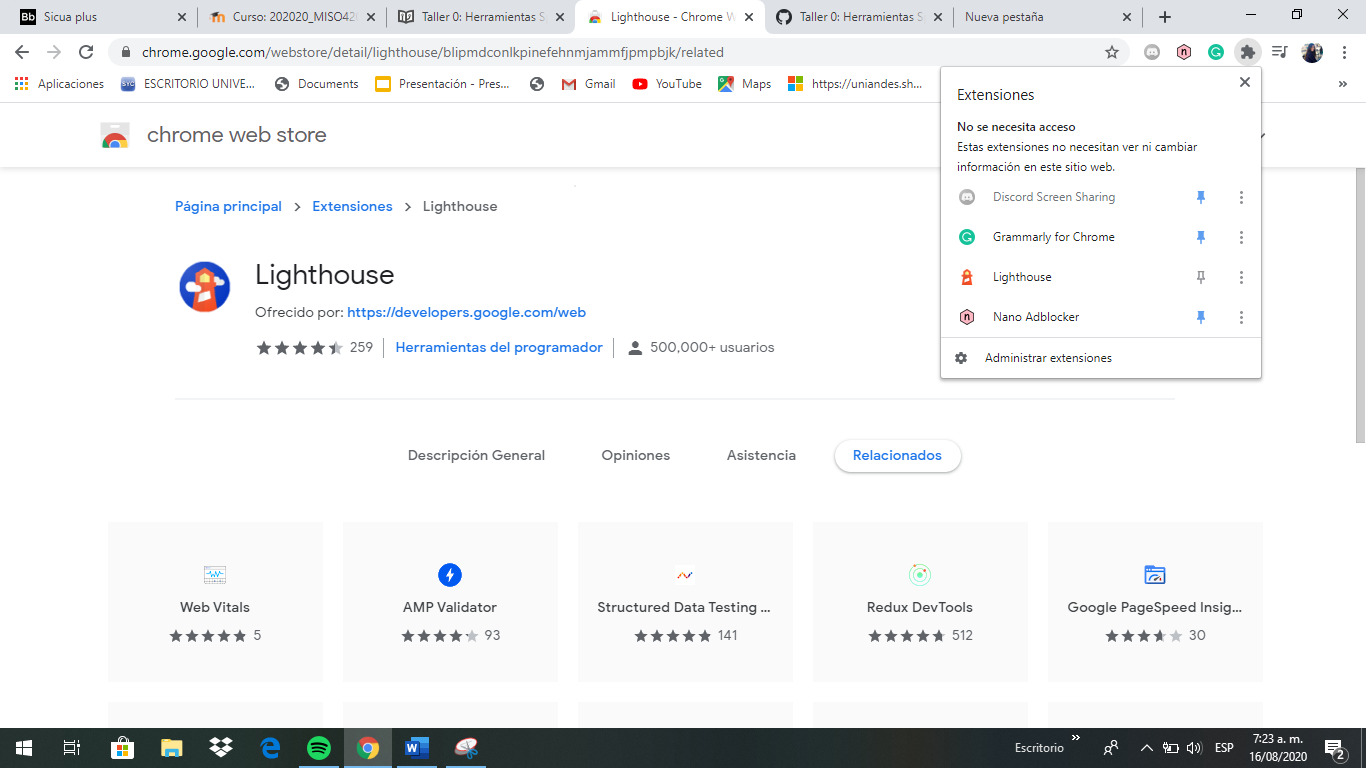 Bb Sicua plus
Curso: 202020_MISO42
Taller 0: Herramientas S
Lighthouse - Chrome W
Taller 0: Herramientas S
Nueva pestaña
chrome.google.com/webstore/detail/lighthouse/blipmdconlkpinefehnmjammfjpmpbjk/related
Aplicaciones
ESCRITORIO UNIVE...
Documents
Presentación - Pres...
Gmail
YouTube
Maps
https://uniandes.sh...
»
Extensiones
No se necesita acceso
Estas extensiones no necesitan ver ni cambiar
información en este sitio web.
Discord Screen Sharing
Grammarly for Chrome
Lighthouse
Nano Adblocker
Administrar extensiones
chrome web store
Página principal > Extensiones > Lighthouse
Lighthouse
Ofrecido por: https://developers.google.com/web
259 Herramientas del programador 500,000+ usuarios
Descripción General Opiniones Asistencia Relacionados
Web Vitals
5
AMP Validator
93
Structured Data Testing ...
141
Redux DevTools
512
Google PageSpeed Insig...
30
Escritorio
»
ESP
7:23 a. m.
16/08/2020
2